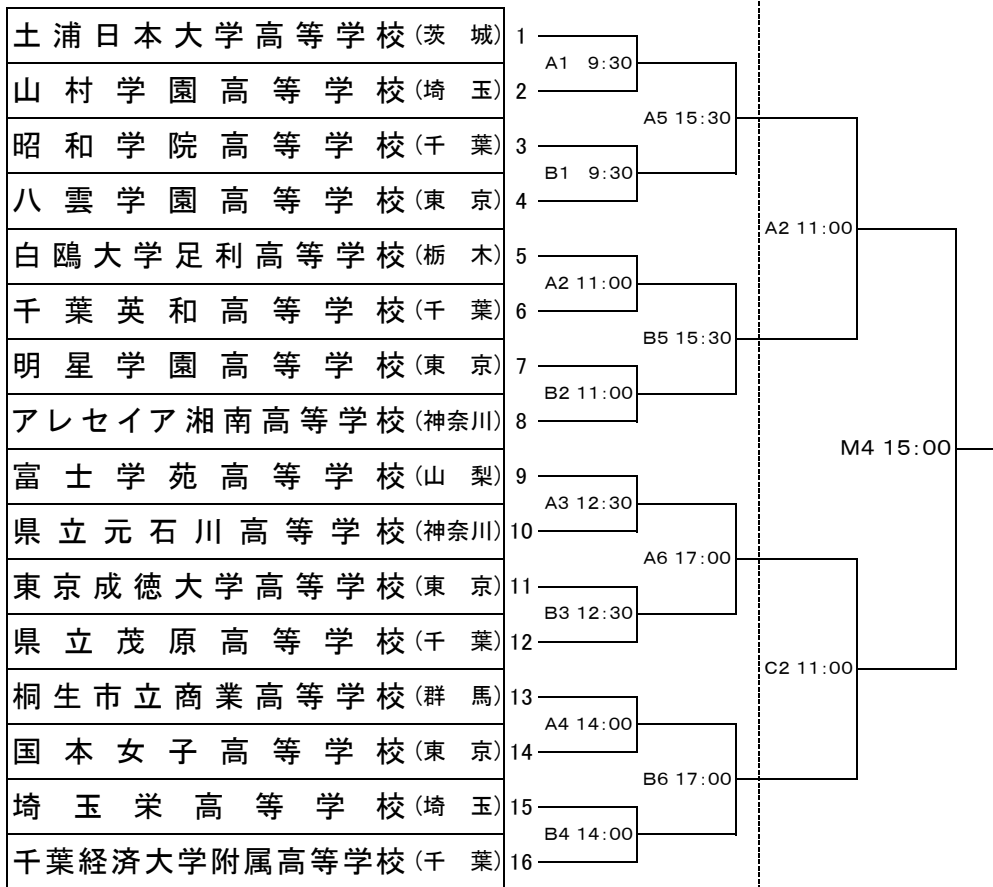 土浦日本大学高等学校(茨 城) 1
A1 9:30
山村学園高等学校(埼 玉) 2
A5 15:30
昭和学院高等学校(千 葉) 3
B1 9:30
八雲学園高等学校(東 京) 4
A2 11:00
白鷗大学足利高等学校(栃 木) 5
A2 11:00
千葉英和高等学校(千 葉) 6
B5 15:30
明星学園高等学校(東 京) 7
B2 11:00
アレセイア湘南高等学校(神奈川) 8
M4 15:00
富士学苑高等学校(山 梨) 9
A3 12:30
県立元石川高等学校(神奈川) 10
A6 17:00
東京成徳大学高等学校(東 京) 11
B3 12:30
県立茂原高等学校(千 葉) 12
C2 11:00
桐生市立商業高等学校(群 馬) 13
A4 14:00
国本女子高等学校(東 京) 14
B6 17:00
埼玉栄高等学校(埼 玉) 15
B4 14:00
千葉経済大学附属高等学校(千 葉) 16